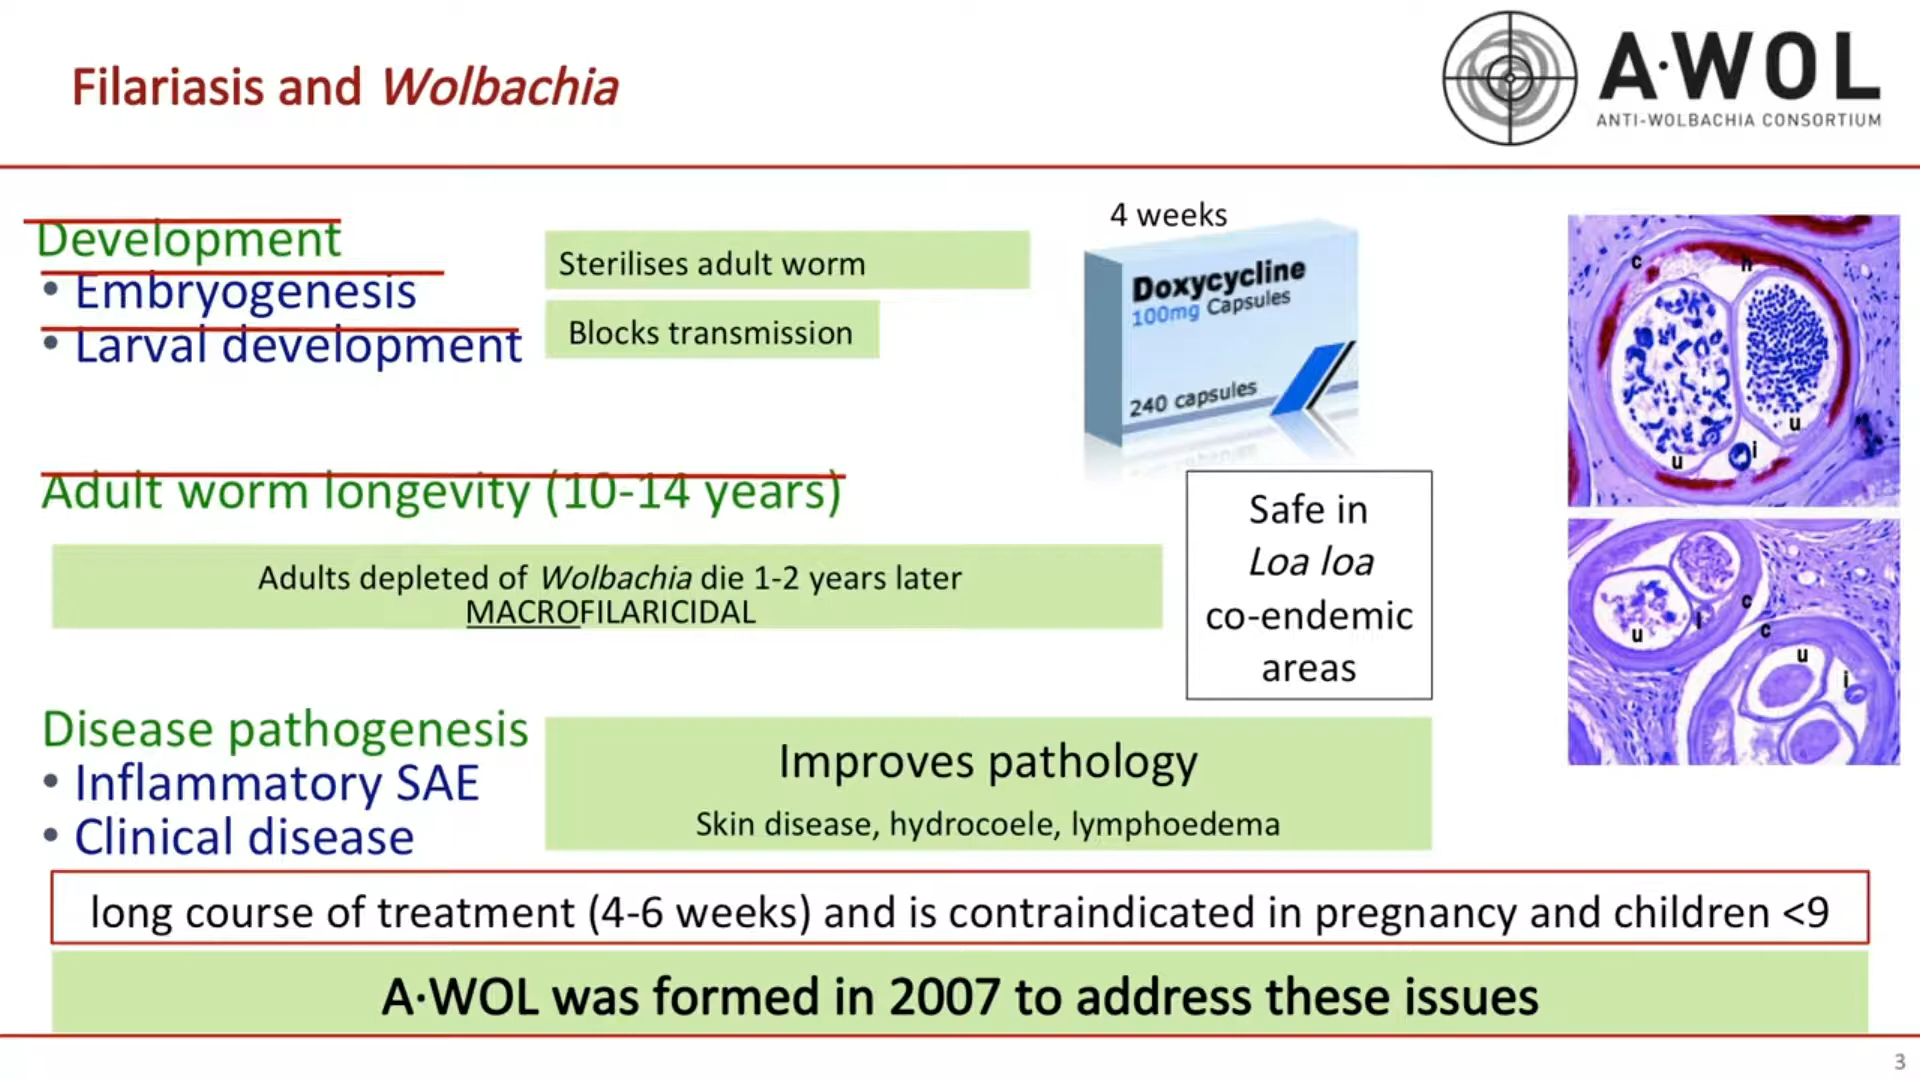 Filariasis and Wolbachia
A·WOL
ANTI-WOLBACHIA CONSORTIUM
Development
• Embryogenesis
• Larval development
Sterilises adult worm
Blocks transmission
4 weeks
Doxycycline
100mg Capsules
240 capsules
c
h
u
u
i
Adult worm longevity (10-14 years)
Adults depleted of Wolbachia die 1-2 years later
MACROFILARICIDAL
Safe in
Loa loa
co-endemic
areas
u
i
c
c
u
i
Disease pathogenesis
• Inflammatory SAE
• Clinical disease
Improves pathology
Skin disease, hydrocoele, lymphoedema
long course of treatment (4-6 weeks) and is contraindicated in pregnancy and children <9
A·WOL was formed in 2007 to address these issues
3